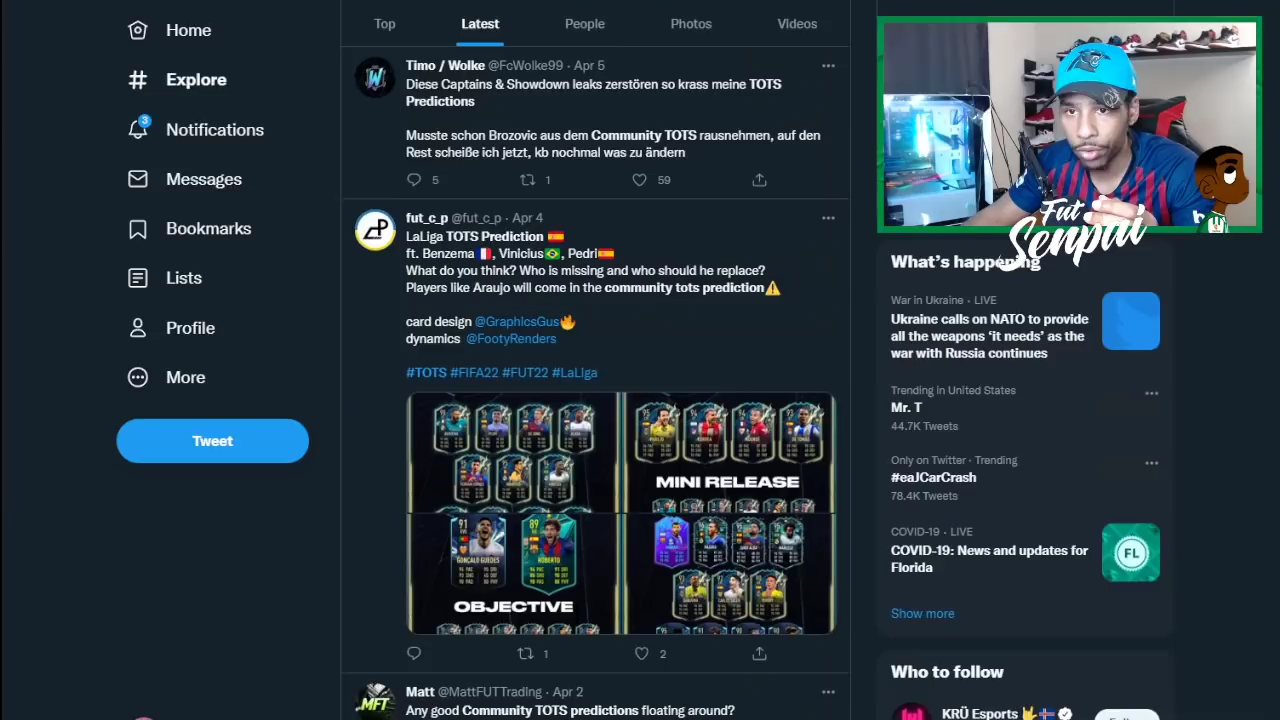 Home
Explore
3
Notifications
Messages
Bookmarks
Lists
Profile
More
Tweet
Top
Latest
People
Photos
Videos
Timo / Wolke @FcWolke99 · Apr 5
Diese Captains & Showdown leaks zerstören so krass meine TOTS
Predictions
Musste schon Brozovic aus dem Community TOTS rausnehmen, auf den
Rest scheiße ich jetzt, kb nochmal was zu ändern
5
1
59
fut_c_p @fut_c_p · Apr 4
LaLiga TOTS Prediction 🇪🇸
ft. Benzema 🇫🇷, Vinicius🇧🇷, Pedri🇪🇸
What do you think? Who is missing and who should he replace?
Players like Araujo will come in the community tots prediction⚠️
card design @GraphicsGus🔥
dynamics @FootyRenders
#TOTS #FIFA22 #FUT22 #LaLiga
MINI RELEASE
91
GONÇALO GUEDES
89
ROBERTO
OBJECTIVE
1
2
MFT
Matt @MattFUTTrading · Apr 2
Any good Community TOTS predictions floating around?
Fut
Senpai
What's happening
War in Ukraine · LIVE
Ukraine calls on NATO to provide
all the weapons 'it needs' as the
war with Russia continues
Trending in United States
Mr. T
44.7K Tweets
Only on Twitter · Trending
#eaJCarCrash
78.4K Tweets
COVID-19 · LIVE
COVID-19: News and updates for
Florida
FL
Show more
Who to follow
KRÜ Esports
Following